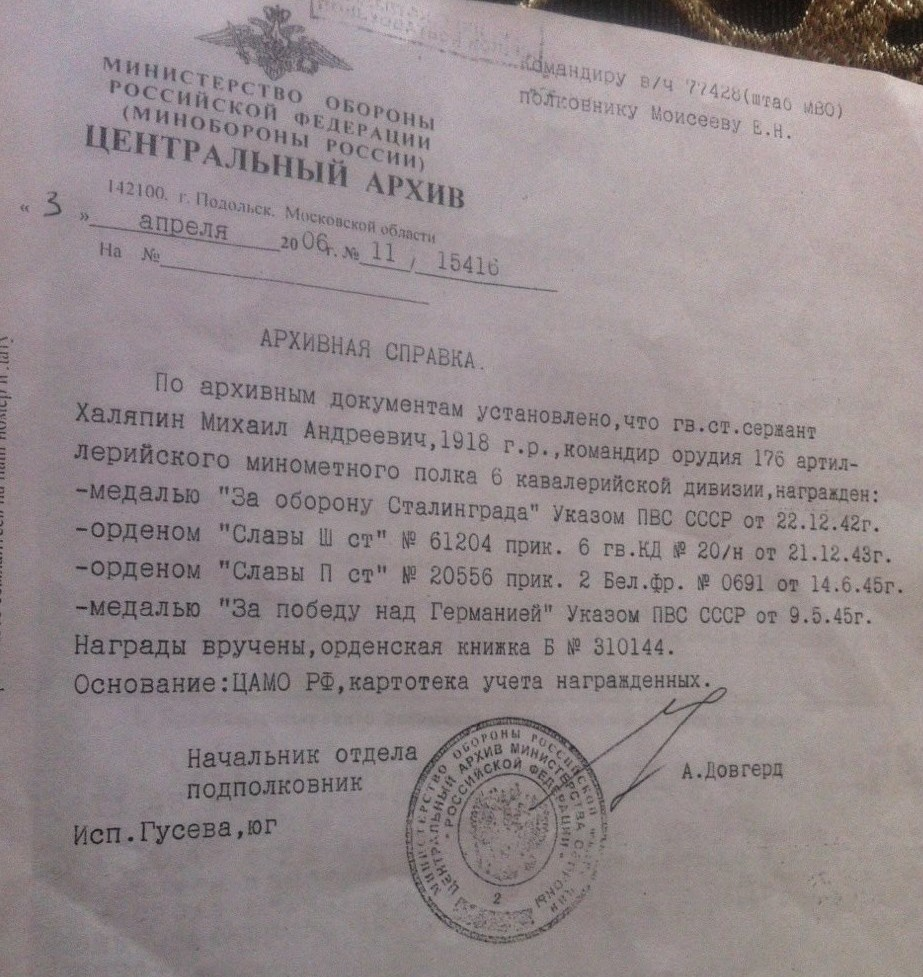 МИНИСТЕРСТВО ОБОРОНЫ
РОССИЙСКОЙ ФЕДЕРАЦИИ
(МИНОБОРОНЫ РОССИИ)
ЦЕНТРАЛЬНЫЙ АРХИВ
142100, г. Подольск, Московской области
« 3 » апреля 2006г. № 11 / 15416
На №
Командиру в/ч 77428(штаб МВО)
полковнику Моисееву Е.Н.
АРХИВНАЯ СПРАВКА.
По архивным документам установлено,что гв.ст.сержант
Халяпин Михаил Андреевич,1918 г.р.,командир орудия 176 артил-
лерийского минометного полка 6 кавалерийской дивизии,награжден:
-медалью "За оборону Сталинграда" Указом ПВС СССР от 22.12.42г.
-орденом "Славы Ш ст" № 61204 прик. 6 гв.КД № 20/н от 21.12.43г.
-орденом "Славы П ст" № 20556 прик. 2 Бел.фр. № 0691 от 14.6.45г.
-медалью "За победу над Германией" Указом ПВС СССР от 9.5.45г.
Награды вручены,орденская книжка Б № 310144.
Основание:ЦАМО РФ,картотека учета награжденных.
Начальник отдела
подполковник
А.Довгерд
Исп.Гусева,юг
МИНИСТЕРСТВО ОБОРОНЫ РОССИЙСКОЙ
ЦЕНТРАЛЬНЫЙ АРХИВ МИНИСТЕРСТВА ОБОРОНЫ
РОССИЙСКОЙ ФЕДЕРАЦИИ
2